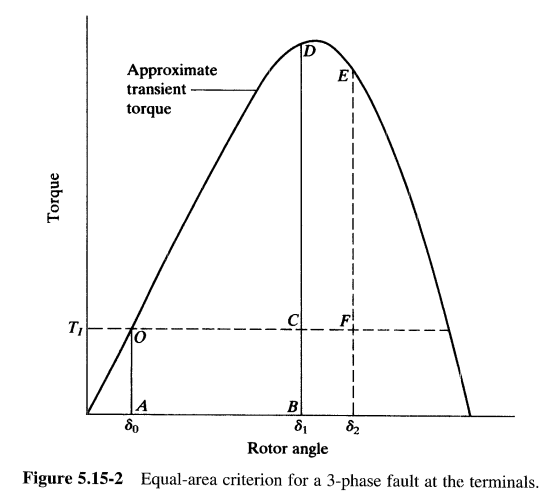 Approximate
transient
torque
D
E
Torque
T_I
O
C
F
A
B
δ₀
δ₁
δ₂
Rotor angle
Figure 5.15-2 Equal-area criterion for a 3-phase fault at the terminals.